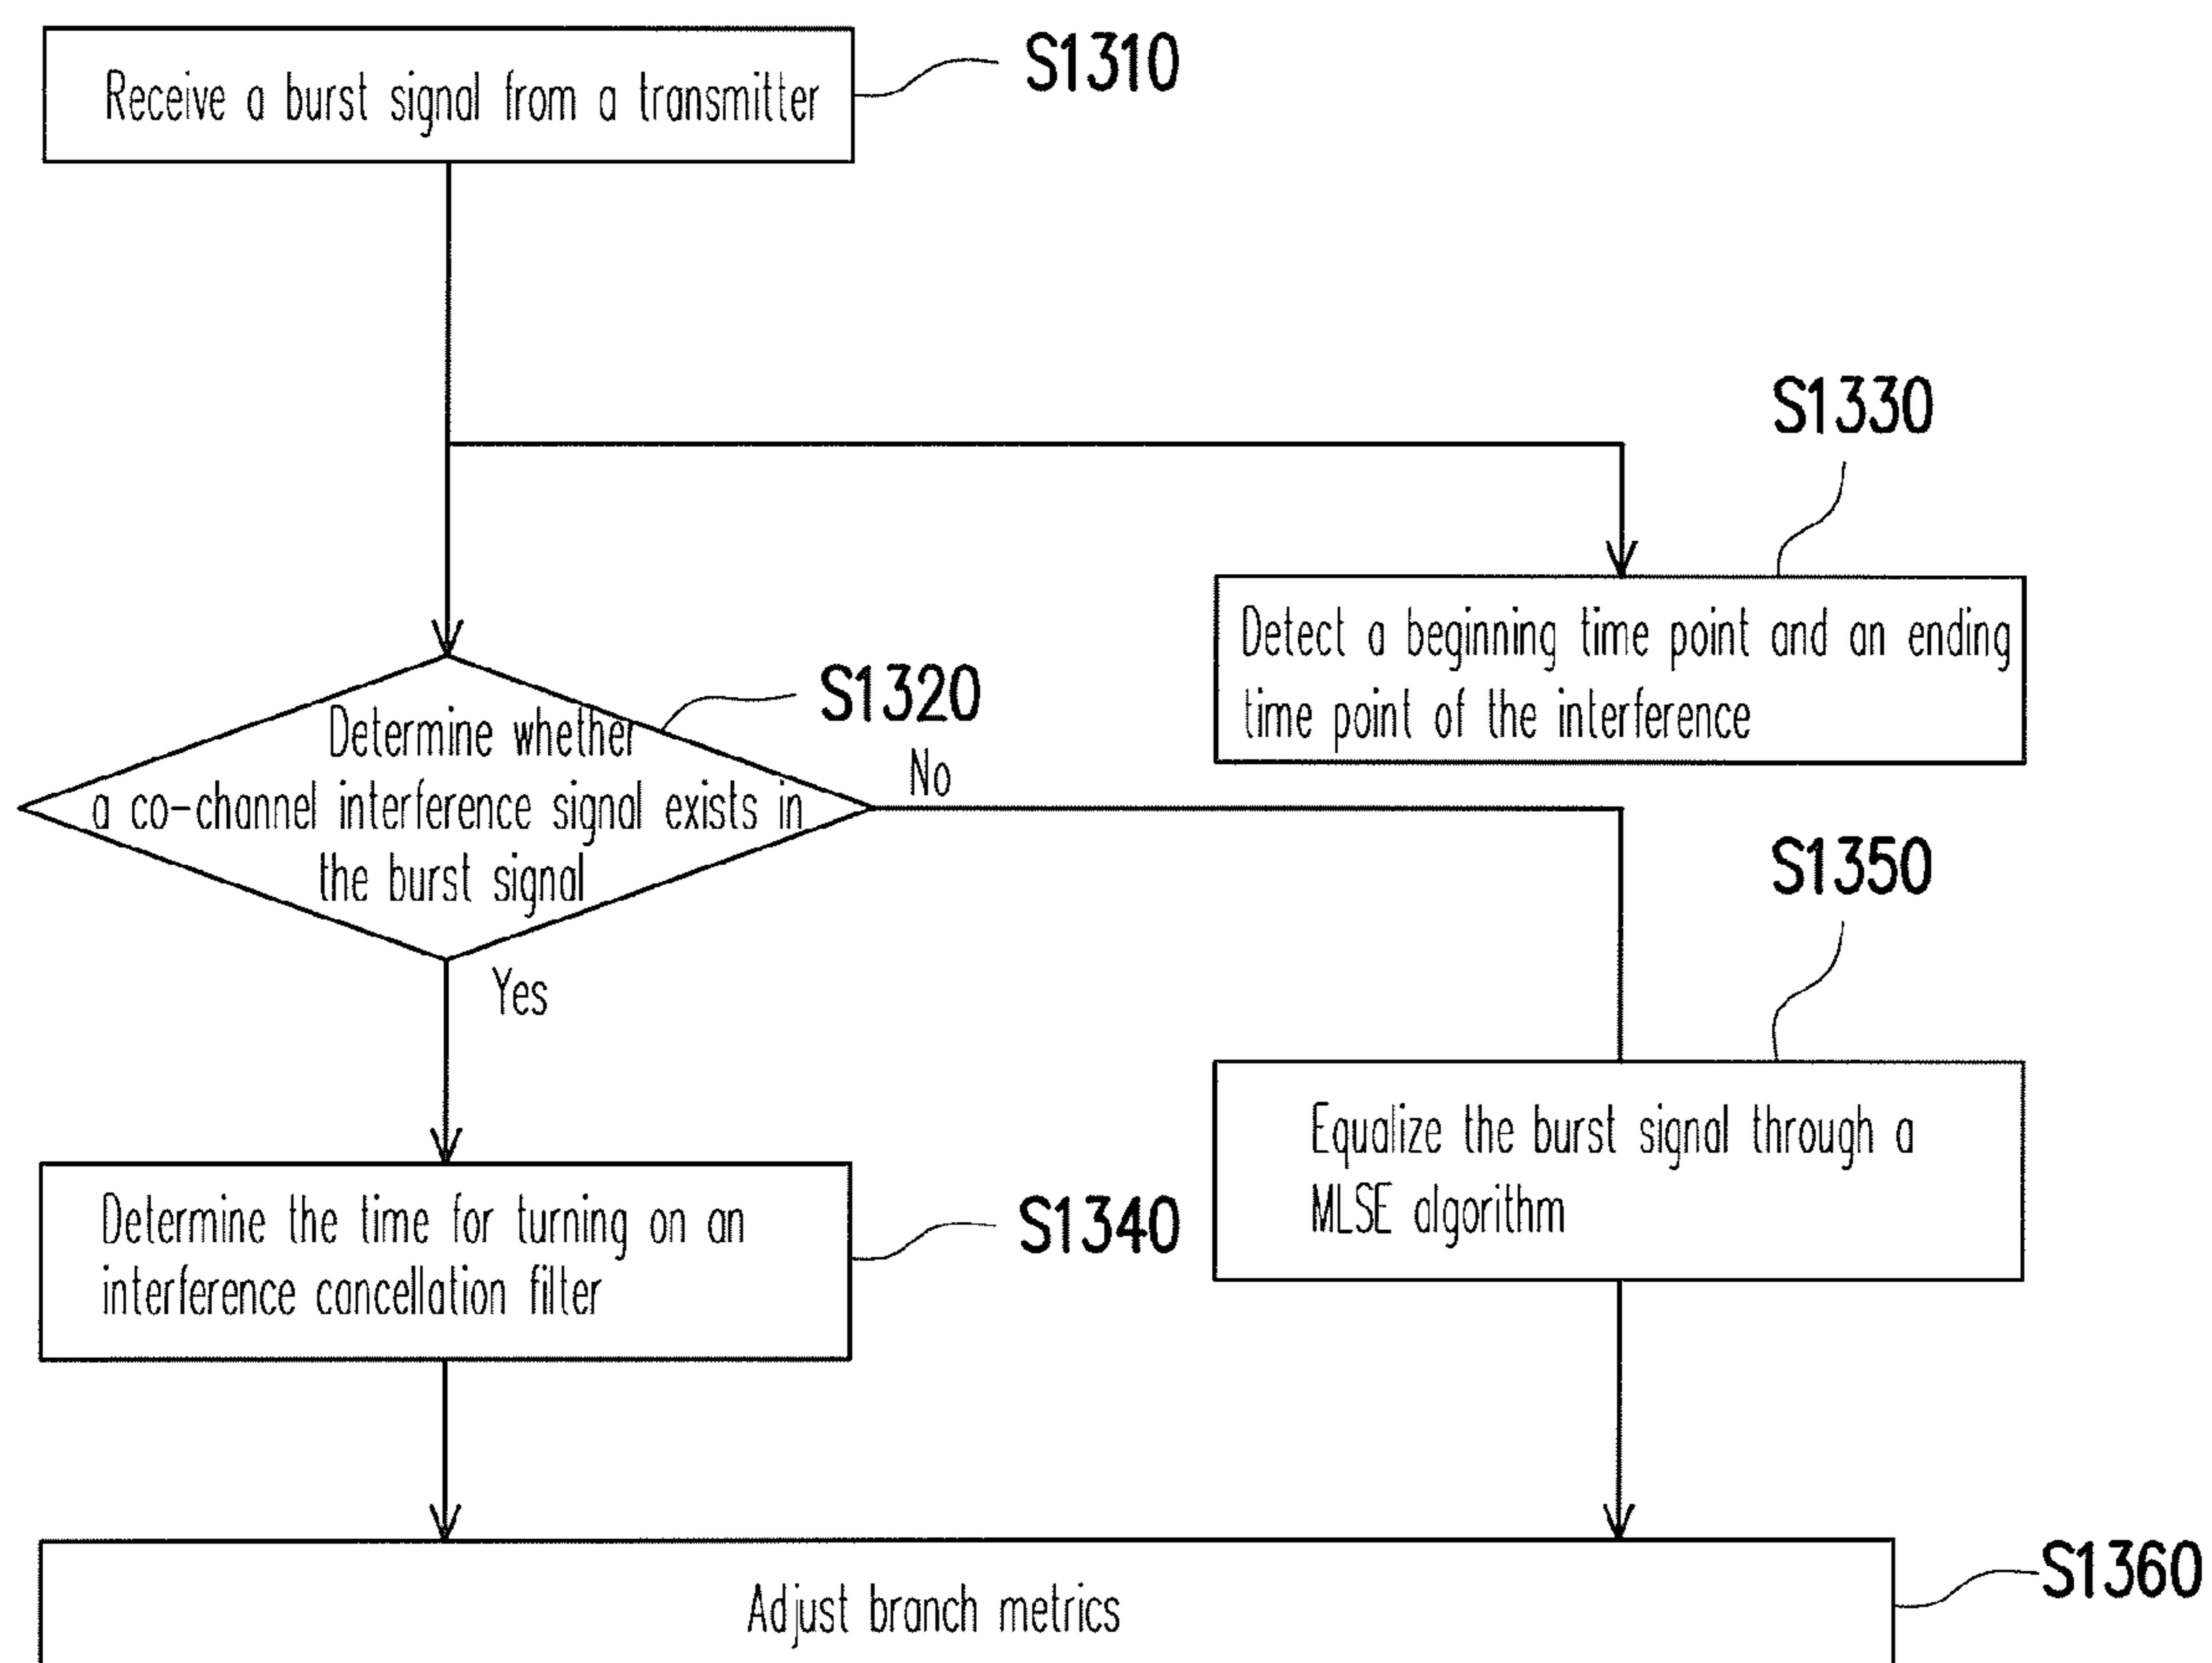 Receive a burst signal from a transmitter
S1310
S1330
Detect a beginning time point and an ending
time point of the interference
S1320
Determine whether
a co-channel interference signal exists in
the burst signal
No
Yes
S1350
Equalize the burst signal through a
MLSE algorithm
Determine the time for turning on an
interference cancellation filter
S1340
Adjust branch metrics
S1360